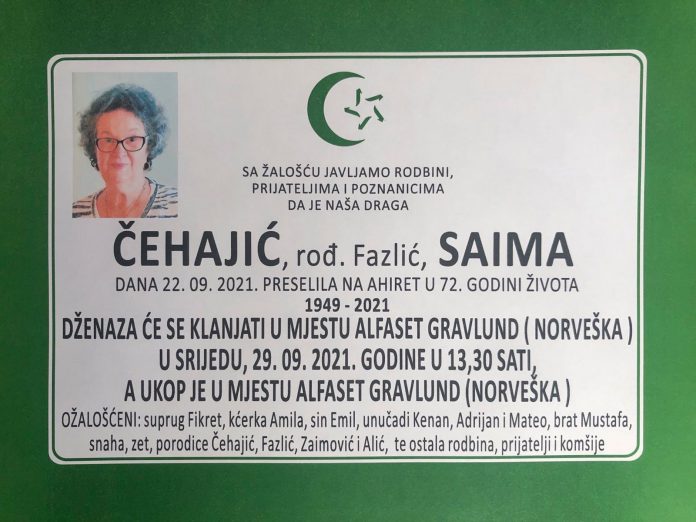 SA ŽALOŠĆU JAVLJAMO RODBINI,
PRIJATELJIMA I POZNANICIMA
DA JE NAŠA DRAGA
ČEHAJIĆ, rođ. Fazlić, SAIMA
DANA 22. 09. 2021. PRESELILA NA AHIRET U 72. GODINI ŽIVOTA
1949 - 2021
DŽENAZA ĆE SE KLANJATI U MJESTU ALFASET GRAVLUND ( NORVEŠKA )
U SRIJEDU, 29. 09. 2021. GODINE U 13,30 SATI,
A UKOP JE U MJESTU ALFASET GRAVLUND (NORVEŠKA )
OŽALOŠĆENI: suprug Fikret, kćerka Amila, sin Emil, unučadi Kenan, Adrijan i Mateo, brat Mustafa,
snaha, zet, porodice Čehajić, Fazlić, Zaimović i Alić, te ostala rodbina, prijatelji i komšije